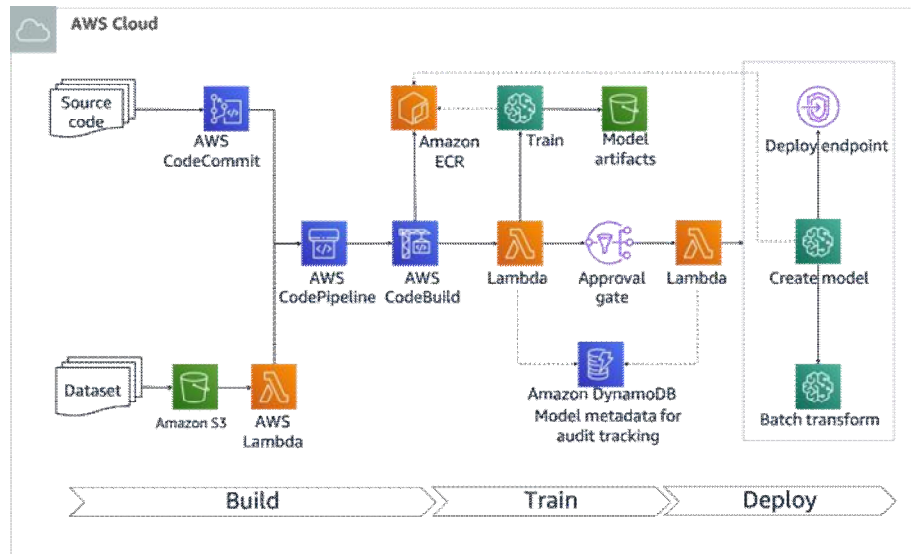 AWS Cloud
Source
code
AWS
CodeCommit
Amazon
ECR
Train
Model
artifacts
Deploy endpoint
AWS
CodePipeline
AWS
CodeBuild
Lambda
Approval
gate
Lambda
Create model
Dataset
Amazon S3
AWS
Lambda
Amazon DynamoDB
Model metadata for
audit tracking
Batch transform
Build
Train
Deploy